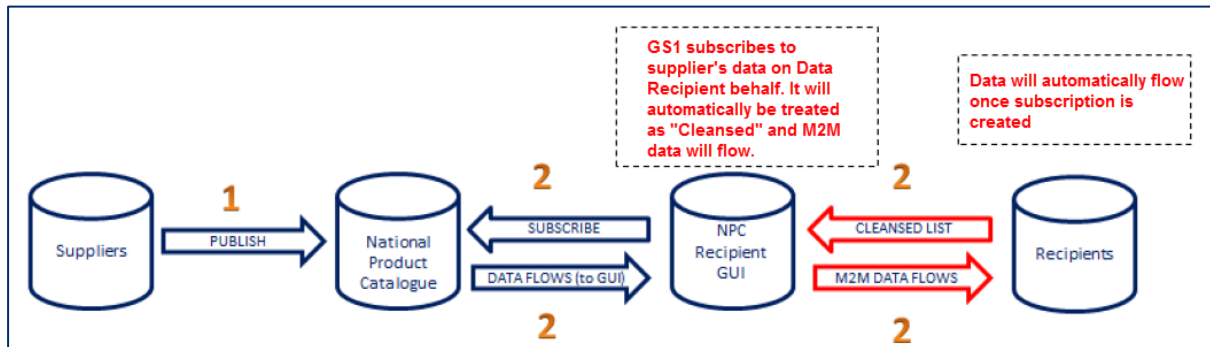 GS1 subscribes to
supplier's data on Data
Recipient behalf. It will
automatically be treated
as "Cleansed" and M2M
data will flow.
Data will automatically flow
once subscription is
created
1
2
2
Suppliers
PUBLISH
National
Product
Catalogue
SUBSCRIBE
DATA FLOWS (to GUI)
NPC
Recipient
GUI
CLEANSED LIST
M2M DATA FLOWS
Recipients
2
2